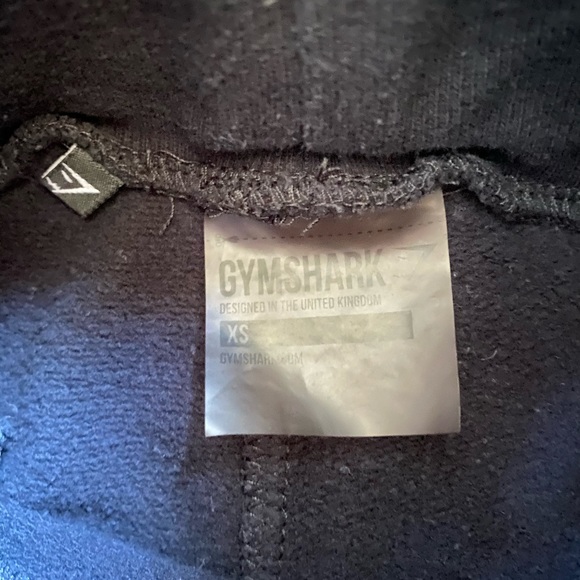 GYMSHARK
DESIGNED IN THE UNITED KINGDOM
XS
GYMSHARK.COM